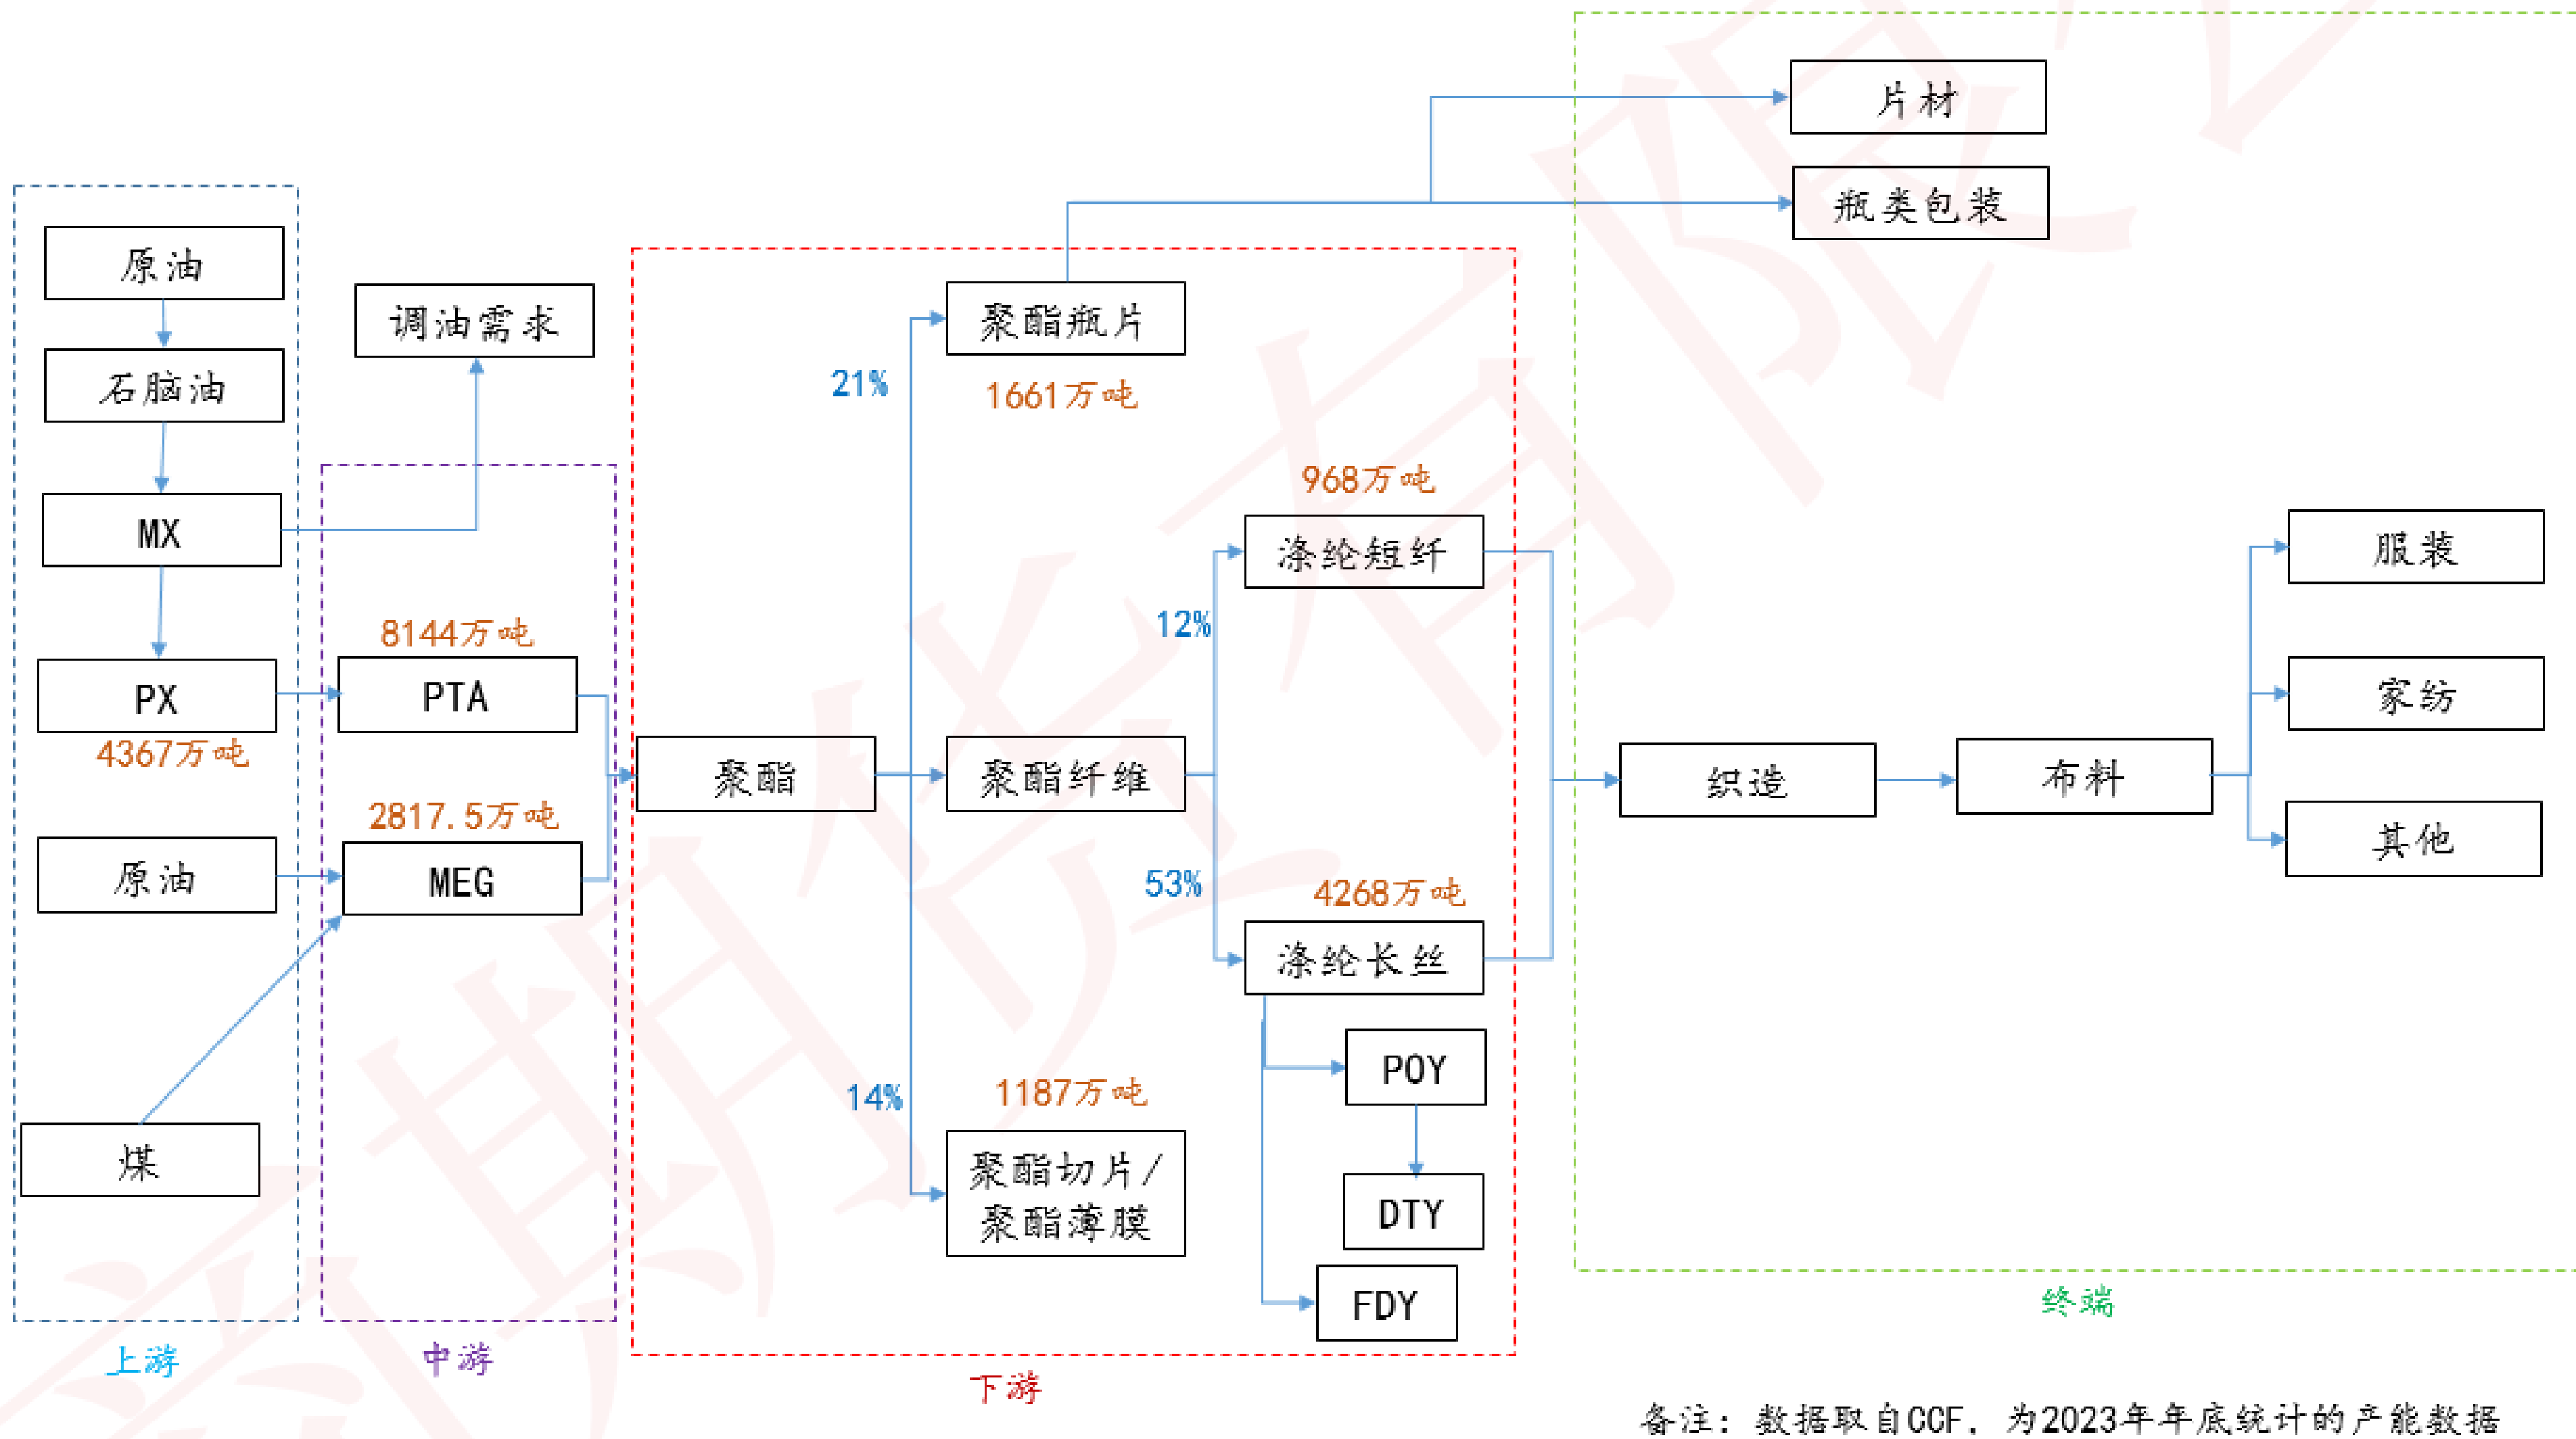 片材
瓶类包装
原油
石脑油
MX
PX
4367万吨
原油
煤
上游
调油需求
8144万吨
PTA
2817.5万吨
MEG
中游
聚酯
21%
聚酯瓶片
1661万吨
聚酯纤维
14%
1187万吨
聚酯切片/
聚酯薄膜
968万吨
涤纶短纤
12%
53%
4268万吨
涤纶长丝
POY
DTY
FDY
下游
织造
布料
服装
家纺
其他
终端
备注：数据取自CCF，为2023年年底统计的产能数据
期货有限公